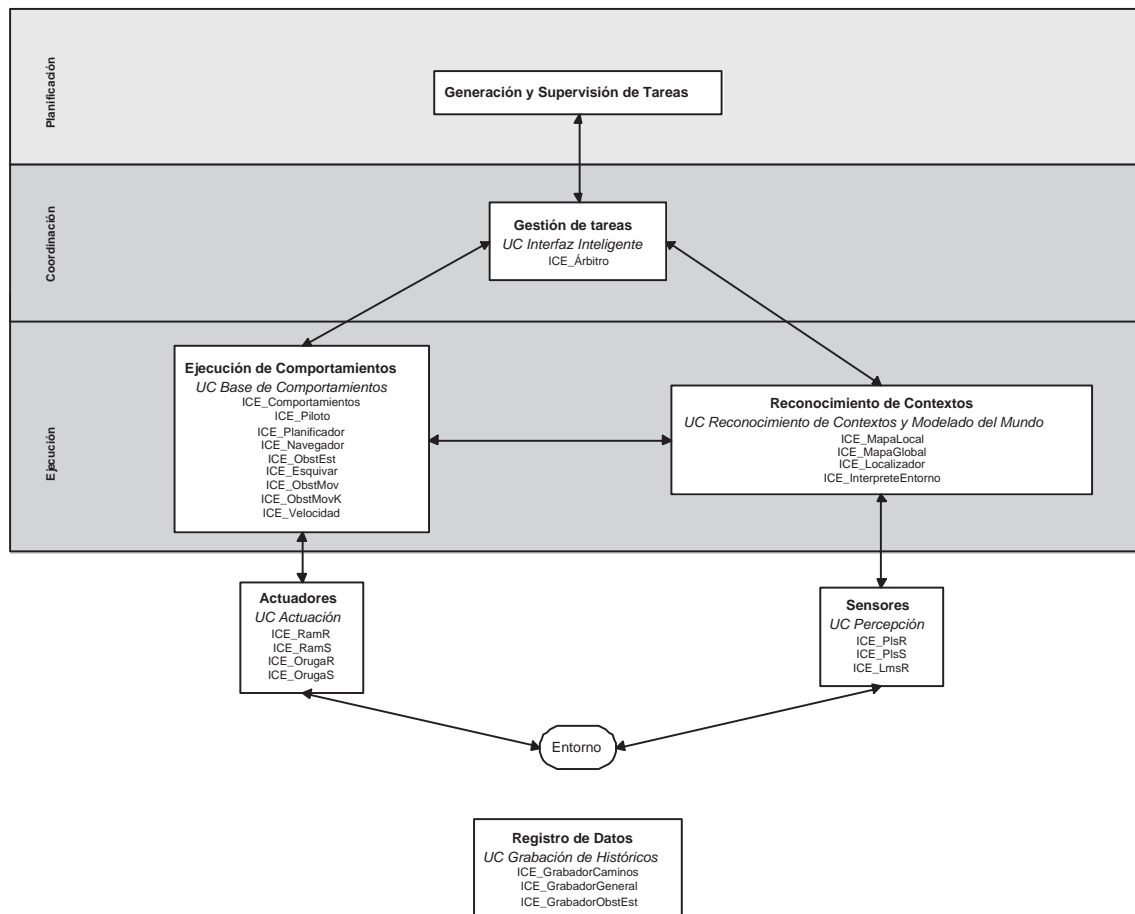 Planificación
Generación y Supervisión de Tareas
Coordinación
Gestión de tareas
UC Interfaz Inteligente
ICE_Árbitro
Ejecución
Ejecución de Comportamientos
UC Base de Comportamientos
ICE_Comportamientos
ICE_Piloto
ICE_Planificador
ICE_Navegador
ICE_ObstEst
ICE_Esquivar
ICE_ObstMov
ICE_ObstMovK
ICE_Velocidad
Reconocimiento de Contextos
UC Reconocimiento de Contextos y Modelado del Mundo
ICE_MapaLocal
ICE_MapaGlobal
ICE_Localizador
ICE_InterpreteEntorno
Actuadores
UC Actuación
ICE_RamR
ICE_RamS
ICE_OrugaR
ICE_OrugaS
Sensores
UC Percepción
ICE_PlsR
ICE_PlsS
ICE_LmsR
Entorno
Registro de Datos
UC Grabación de Históricos
ICE_GrabadorCaminos
ICE_GrabadorGeneral
ICE_GrabadorObstEst